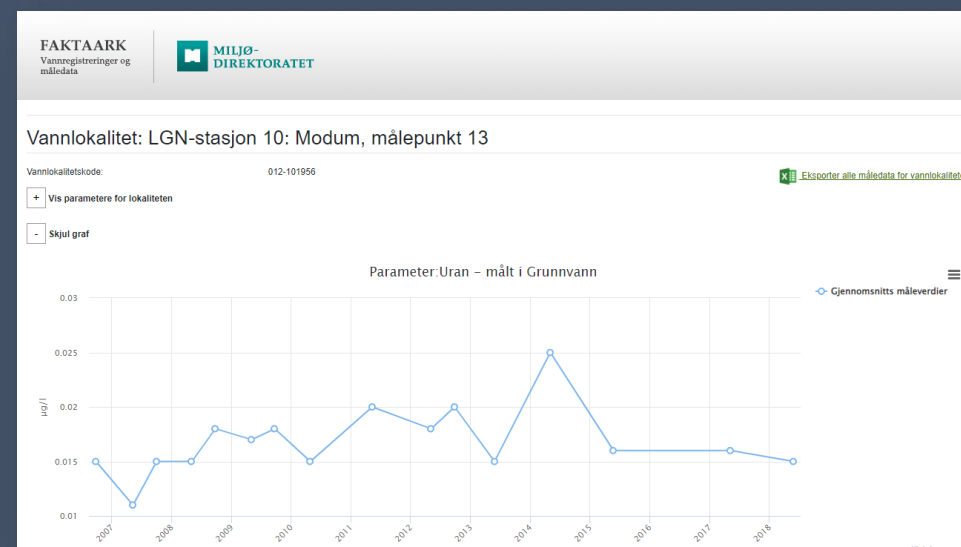 FAKTAARK
Vannregistreringer og
måledata
MILJØ-
DIREKTORATET
Vannlokalitet: LGN-stasjon 10: Modum, målepunkt 13
Vannlokalitetskode: 012-101956
Eksporter alle måledata for vannlokalitet
+ Vis parametere for lokaliteten
- Skjul graf
Parameter:Uran – målt i Grunnvann
Gjennomsnitts måleverdier
µg/l
0.03
0.025
0.02
0.015
0.01
2007 2008 2009 2010 2011 2012 2013 2014 2015 2016 2017 2018